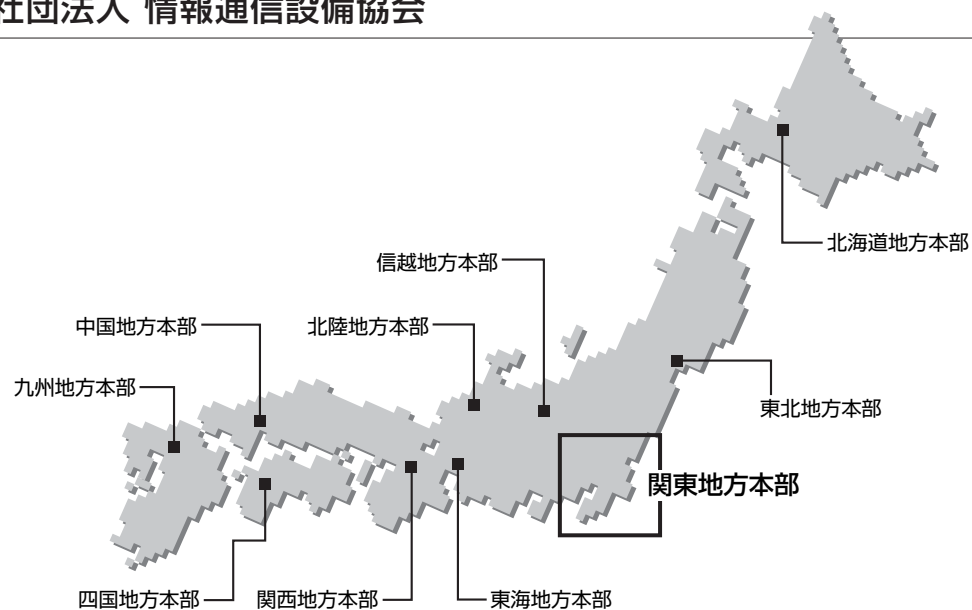 社団法人 情報通信設備協会
北海道地方本部
信越地方本部
中国地方本部
北陸地方本部
九州地方本部
東北地方本部
関東地方本部
四国地方本部
関西地方本部
東海地方本部